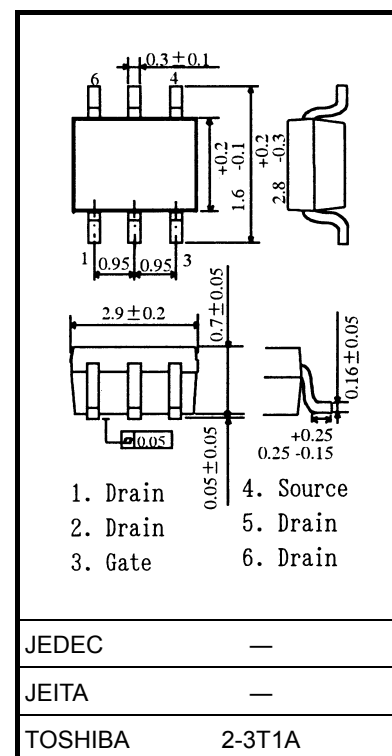 0.3±0.1
6 4
+0.2
1.6 -0.1
+0.2
2.8 -0.3
1 0.95 0.95 3
2.9±0.2
0.7±0.05
0.16±0.05
0.05
0.05±0.05
+0.25
0.25 -0.15
1. Drain
2. Drain
3. Gate
4. Source
5. Drain
6. Drain
JEDEC —
JEITA —
TOSHIBA 2-3T1A